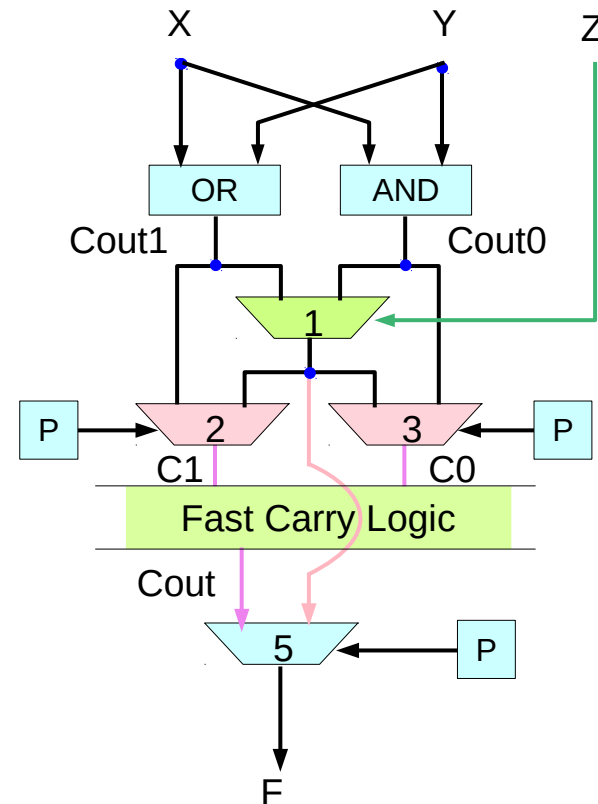 X Y Z
OR AND
Cout1 Cout0
1
P 2 3 P
C1 C0
Fast Carry Logic
Cout
5 P
F